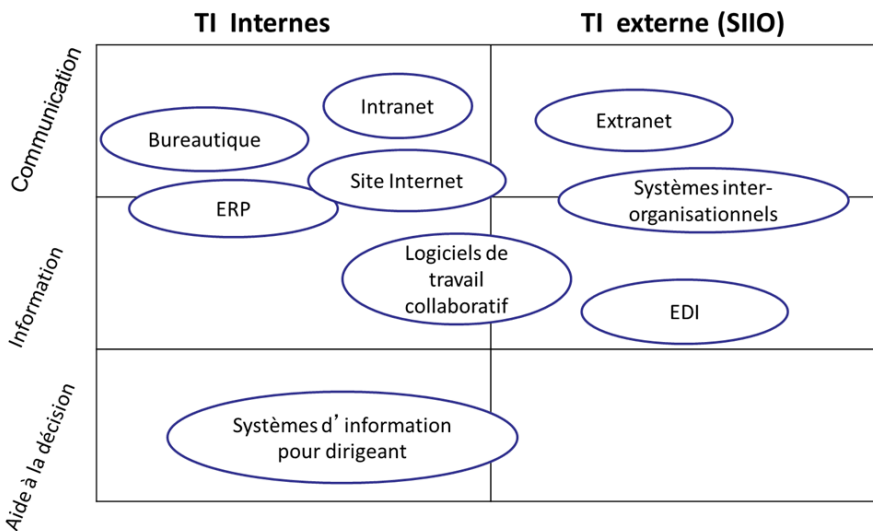 TI Internes
TI externe (SIIO)
Communication
Intranet
Extranet
Bureautique
Site Internet
Systèmes inter-
organisationnels
ERP
Information
Logiciels de
travail
collaboratif
EDI
Aide à la décision
Systèmes d’ information
pour dirigeant